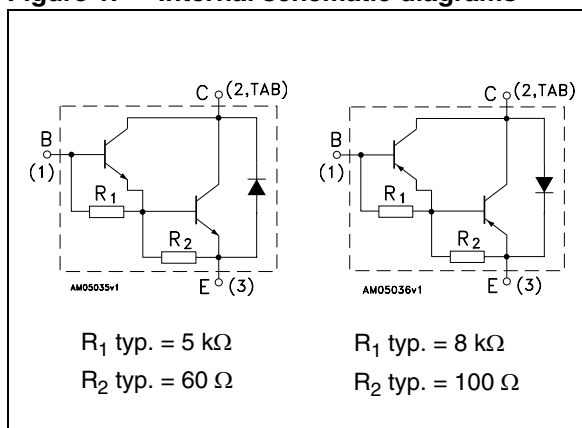 Figure 1. Internal schematic diagrams
C (2,TAB)
B
(1)
R1
R2
AM05035v1
E (3)
R1 typ. = 5 kΩ
R2 typ. = 60 Ω
C (2,TAB)
B
(1)
R1
R2
AM05036v1
E (3)
R1 typ. = 8 kΩ
R2 typ. = 100 Ω